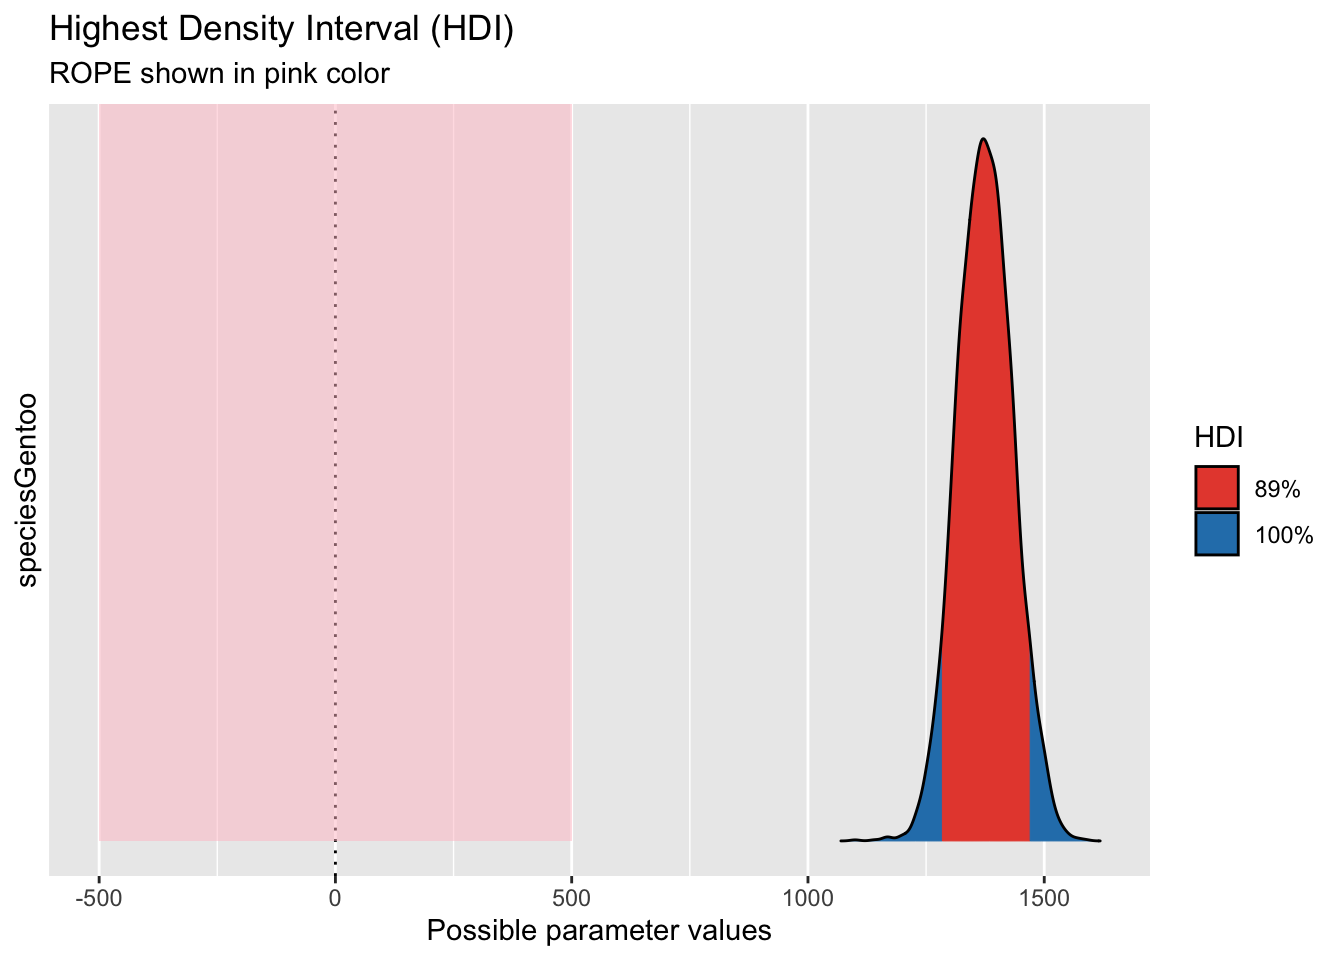 Highest Density Interval (HDI)
ROPE shown in pink color
speciesGentoo
HDI
89%
100%
-500
0
500
1000
1500
Possible parameter values